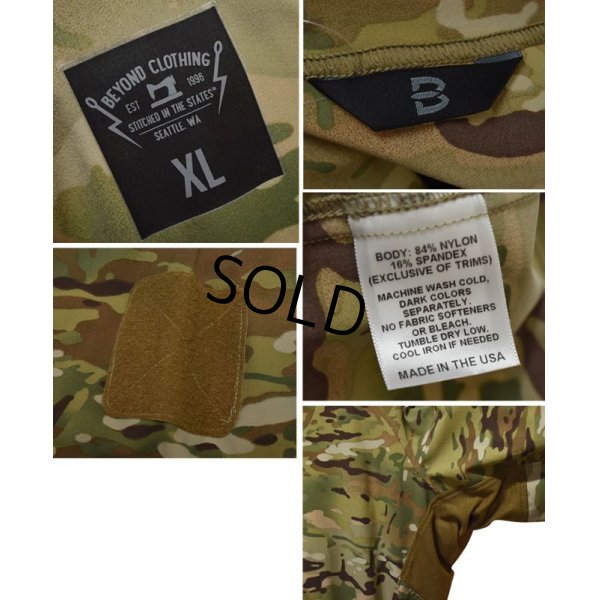 BEYOND CLOTHING
EST 1996
STITCHED IN THE STATES™
SEATTLE, WA
XL
B
BODY: 84% NYLON
16% SPANDEX
(EXCLUSIVE OF TRIMS)
MACHINE WASH COLD,
DARK COLORS
SEPARATELY.
NO FABRIC SOFTENERS
OR BLEACH.
TUMBLE DRY LOW.
COOL IRON IF NEEDED
MADE IN THE USA
SOLD